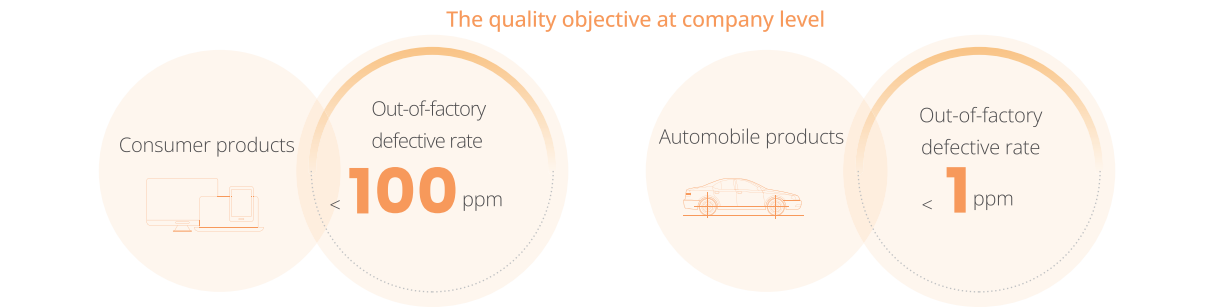 The quality objective at company level
Consumer products
Out-of-factory
defective rate
< 100 ppm
Automobile products
Out-of-factory
defective rate
< 1 ppm